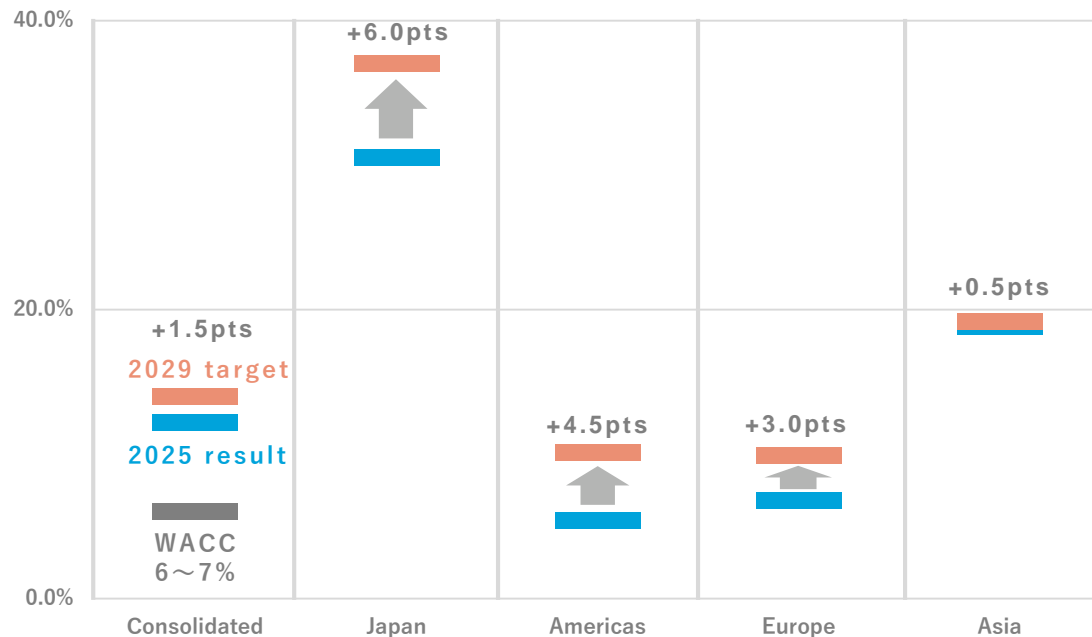 40.0%
+6.0pts
20.0%
+0.5pts
+1.5pts
2029 target
2025 result
+4.5pts
+3.0pts
WACC
6～7%
0.0%
Consolidated
Japan
Americas
Europe
Asia